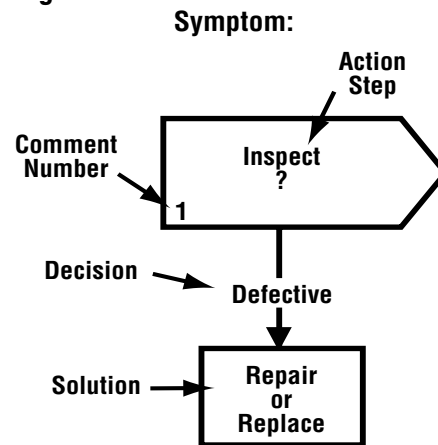 Symptom:
Action
Step
Comment
Number
Inspect
?
1
Decision
Defective
Solution
Repair
or
Replace